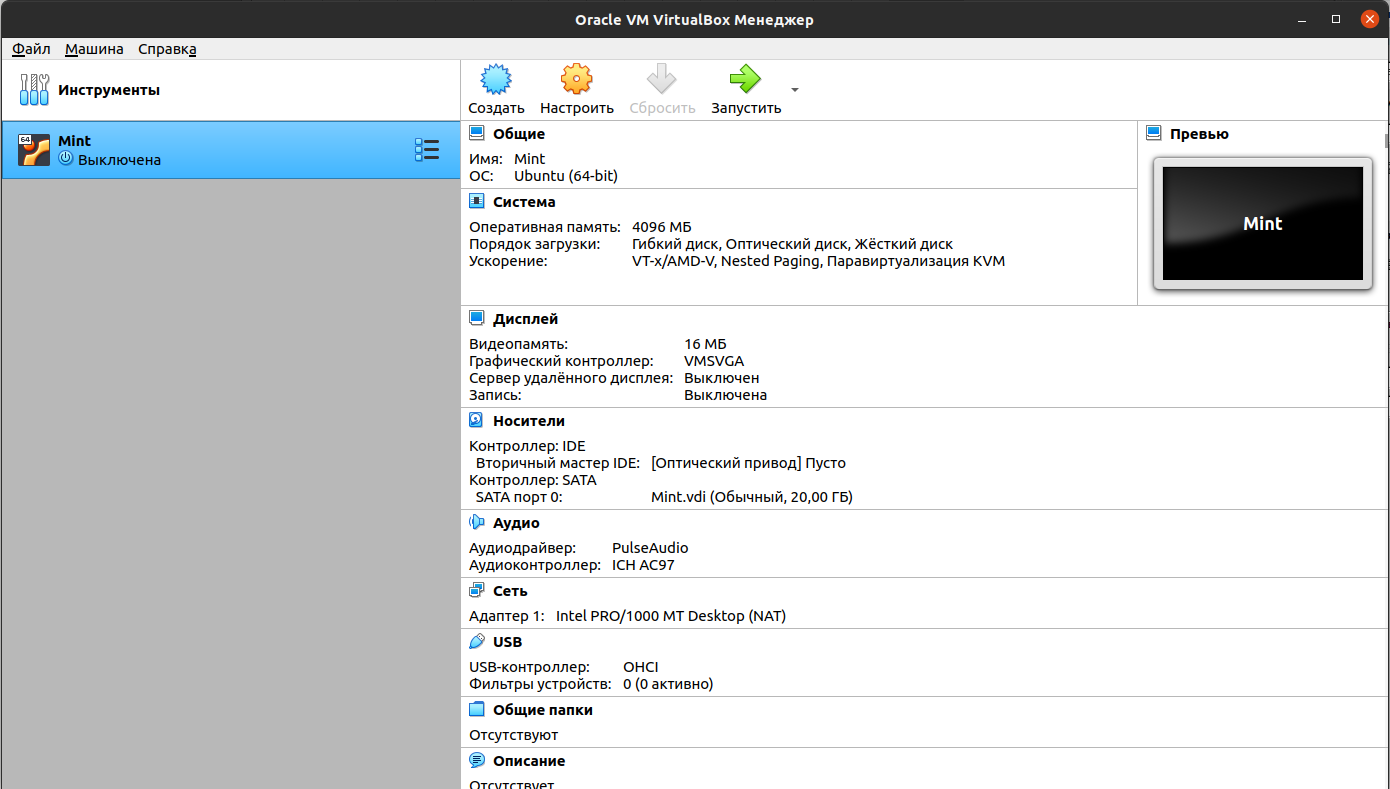 Oracle VM VirtualBox Менеджер
Файл Машина Справка
Инструменты
Создать Настроить Сбросить Запустить
64
Mint
Выключена
Общие
Имя: Mint
ОС: Ubuntu (64-bit)
Превью
Mint
Система
Оперативная память: 4096 МБ
Порядок загрузки: Гибкий диск, Оптический диск, Жёсткий диск
Ускорение: VT-x/AMD-V, Nested Paging, Паравиртуализация KVM
Дисплей
Видеопамять: 16 МБ
Графический контроллер: VMSVGA
Сервер удалённого дисплея: Выключен
Запись: Выключена
Носители
Контроллер: IDE
Вторичный мастер IDE: [Оптический привод] Пусто
Контроллер: SATA
SATA порт 0: Mint.vdi (Обычный, 20,00 ГБ)
Аудио
Аудиодрайвер: PulseAudio
Аудиоконтроллер: ICH AC97
Сеть
Адаптер 1: Intel PRO/1000 MT Desktop (NAT)
USB
USB-контроллер: OHCI
Фильтры устройств: 0 (0 активно)
Общие папки
Отсутствуют
Описание
Отсутствует